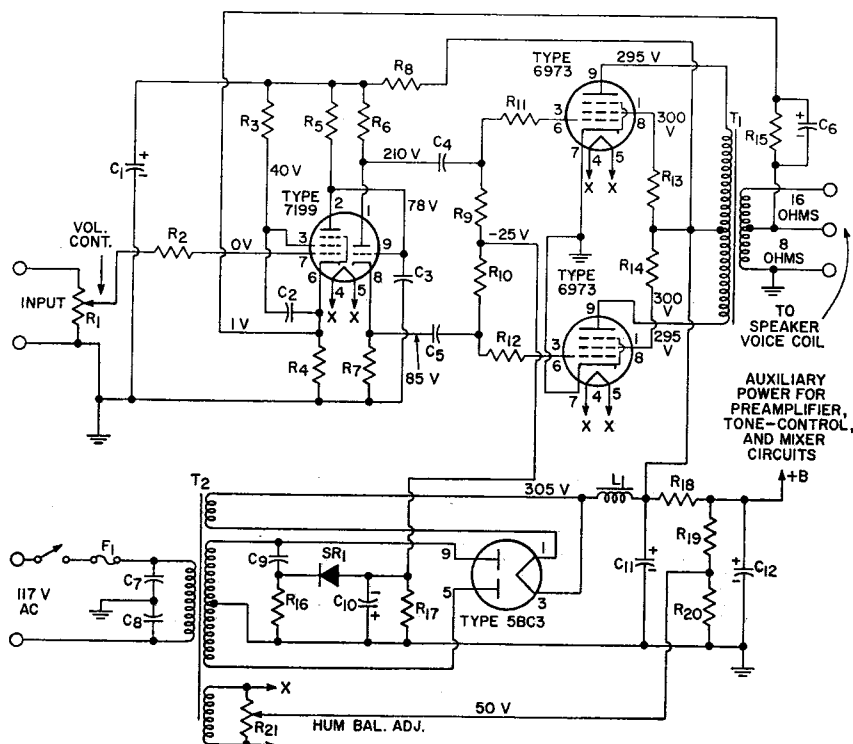 TYPE
6973
295 V
9
R8
R11
3
6
1
8
300
V
7
4
5
X
X
T1
R15
C6
+
-
R3
R5
R6
C4
210 V
C1
+
-
40V
TYPE
7199
2
1
78 V
R9
R13
16
OHMS
VOL.
CONT.
R2
0V
3
7
9
6
4
5
8
X
X
C3
-25 V
R10
R14
8
OHMS
INPUT
R1
C2
TYPE
6973
9
300
V
295
V
1 V
R4
R7
85 V
C5
R12
3
6
1
8
7
4
5
X
X
TO
SPEAKER
VOICE COIL
AUXILIARY
POWER FOR
PREAMPLIFIER,
TONE-CONTROL,
AND MIXER
CIRCUITS
+B
T2
305 V
L1
R18
F1
C9
SR1
9
1
R19
C7
5
3
C11
+
-
C12
+
-
117 V
AC
C8
R16
C10
-
+
R17
TYPE 5BC3
R20
X
50 V
R21
HUM BAL. ADJ.